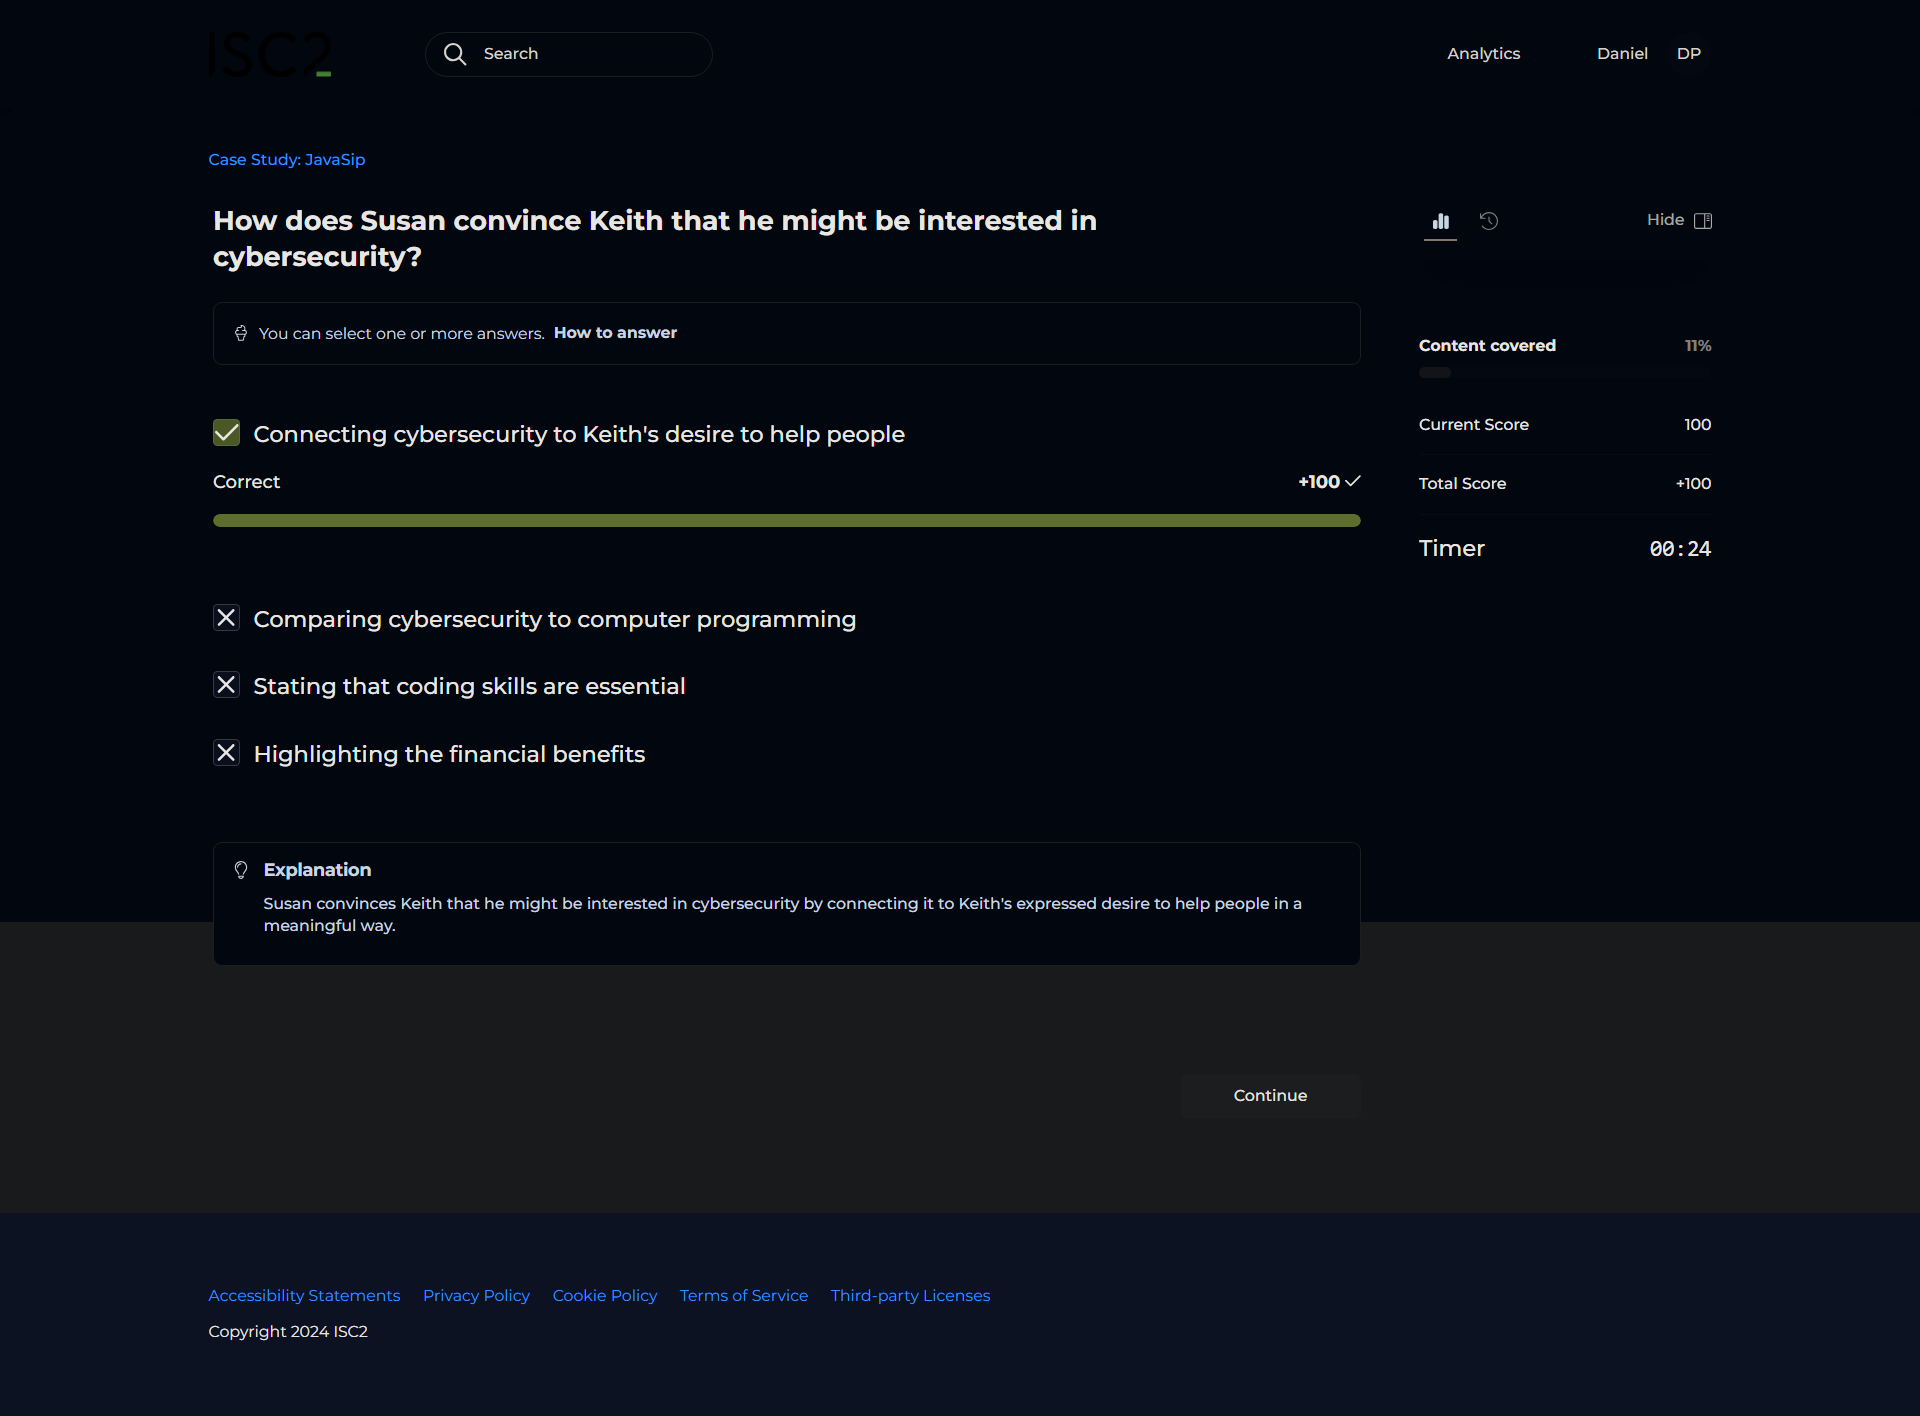 ISC2
Search
Analytics
Daniel
DP
Case Study: JavaSip
How does Susan convince Keith that he might be interested in
cybersecurity?
You can select one or more answers. How to answer
Connecting cybersecurity to Keith's desire to help people
Correct
+100
Comparing cybersecurity to computer programming
Stating that coding skills are essential
Highlighting the financial benefits
Explanation
Susan convinces Keith that he might be interested in cybersecurity by connecting it to Keith's expressed desire to help people in a
meaningful way.
Continue
Hide
Content covered 11%
Current Score 100
Total Score +100
Timer 00:24
Accessibility Statements Privacy Policy Cookie Policy Terms of Service Third-party Licenses
Copyright 2024 ISC2